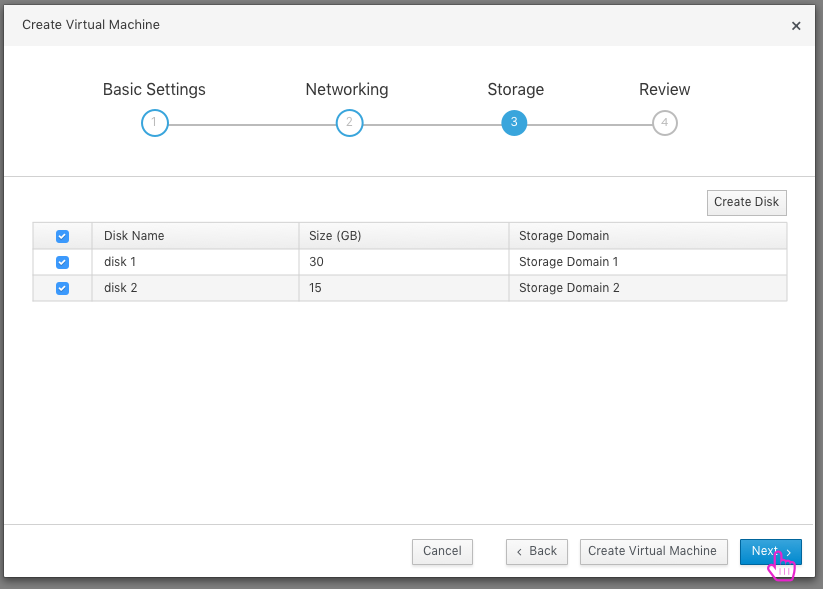 Create Virtual Machine ×
Basic Settings Networking Storage Review
1 2 3 4
Create Disk
Disk Name Size (GB) Storage Domain
disk 1 30 Storage Domain 1
disk 2 15 Storage Domain 2
Cancel ‹ Back Create Virtual Machine Next ›